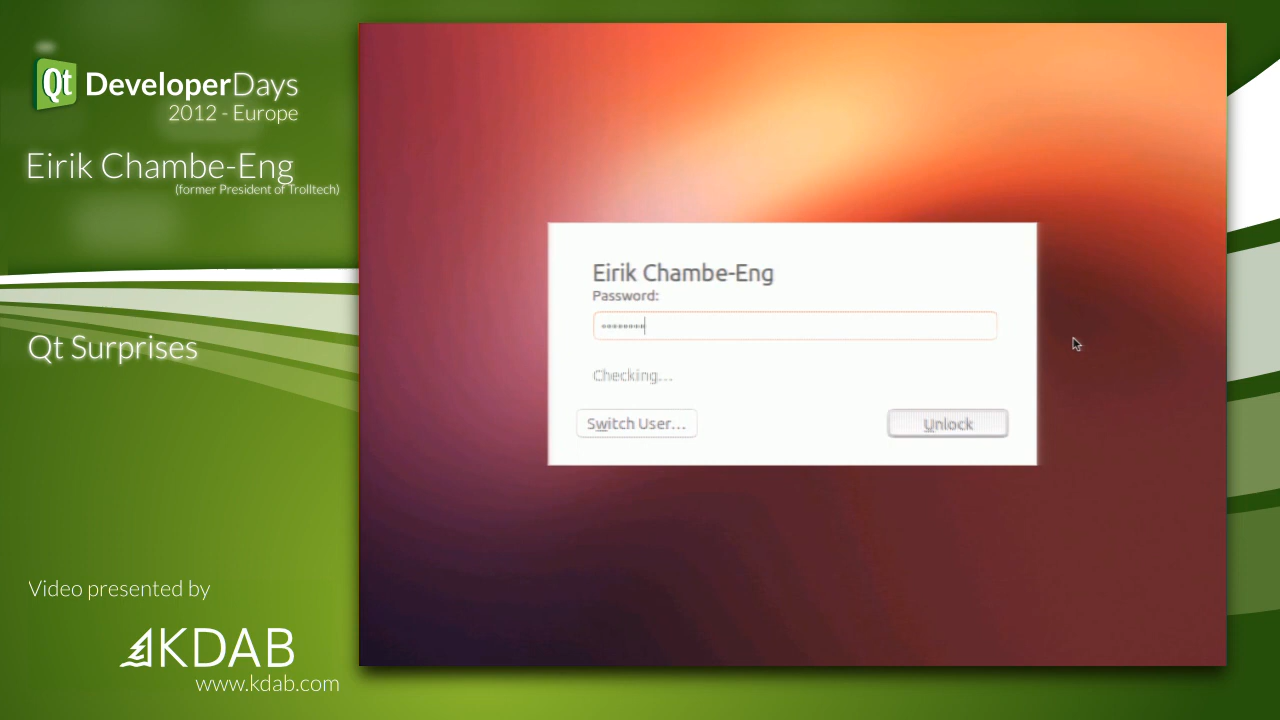 Qt DeveloperDays
2012 - Europe
Eirik Chambe-Eng
(former President of Trolltech)
Qt Surprises
Video presented by
KDAB
www.kdab.com
Eirik Chambe-Eng
Password:
Checking...
Switch User...
Unlock